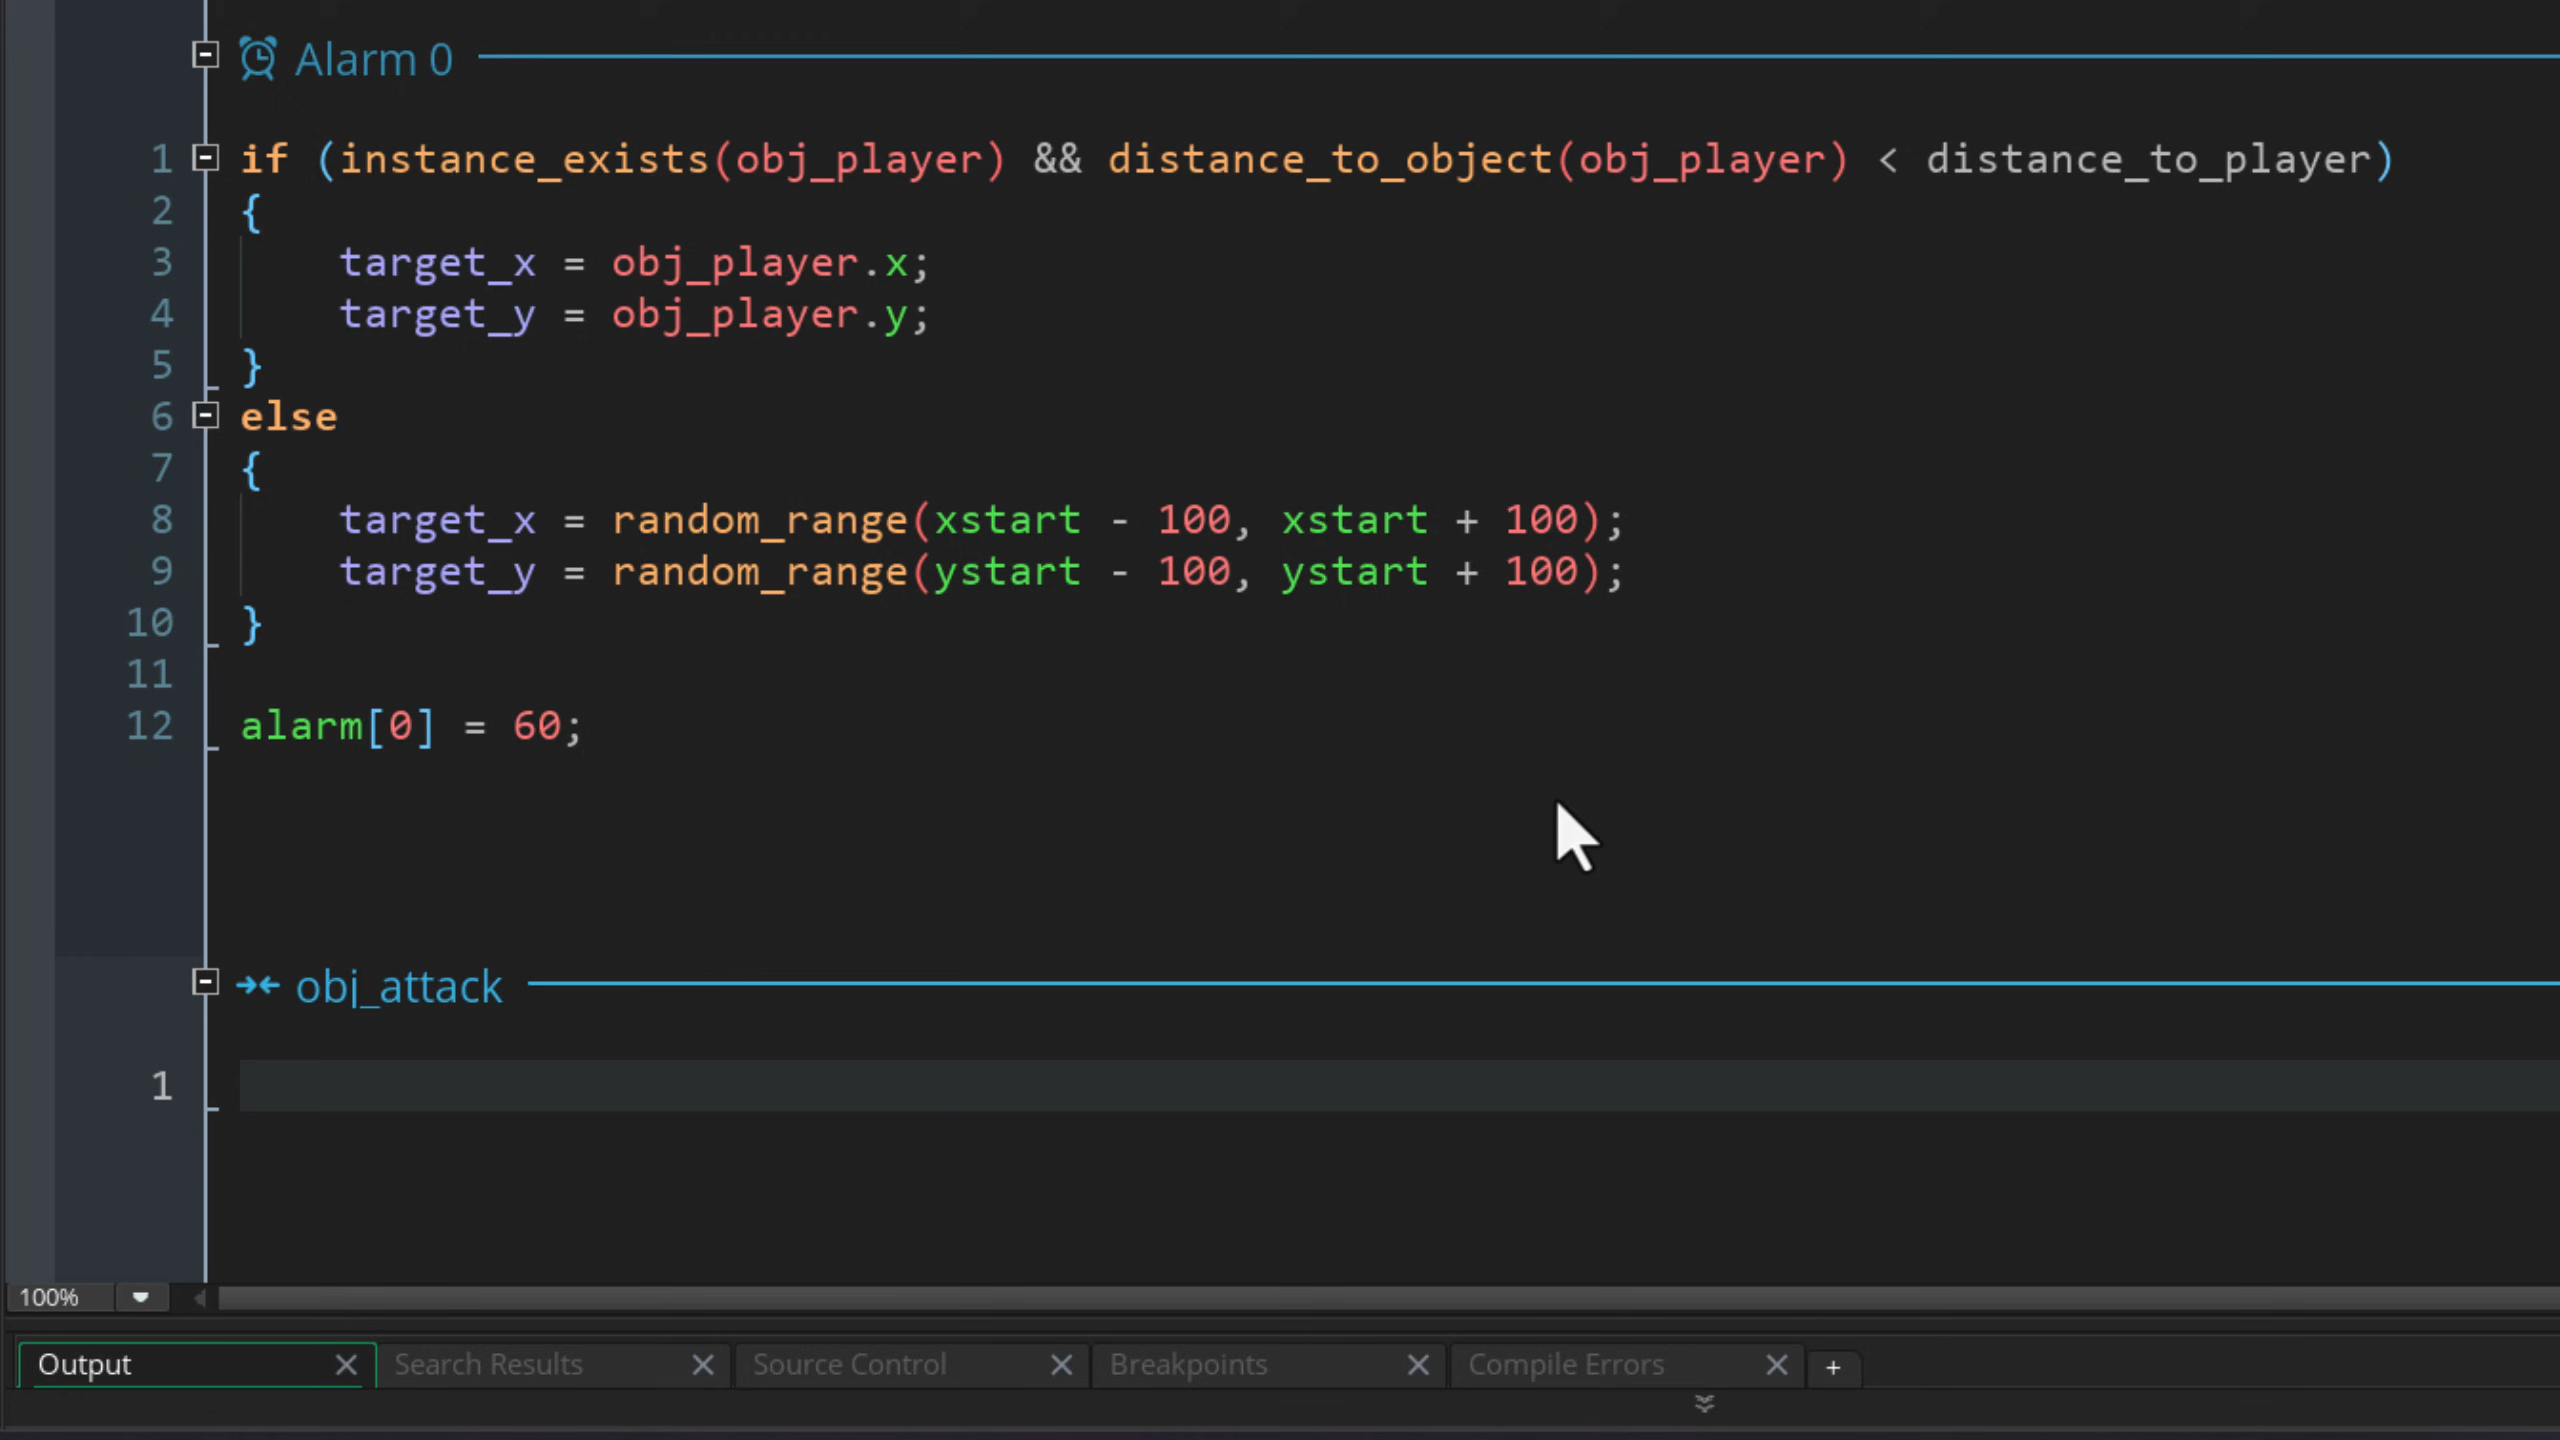 Alarm 0
1 if (instance_exists(obj_player) && distance_to_object(obj_player) < distance_to_player)
2 {
3 target_x = obj_player.x;
4 target_y = obj_player.y;
5 }
6 else
7 {
8 target_x = random_range(xstart - 100, xstart + 100);
9 target_y = random_range(ystart - 100, ystart + 100);
10 }
11
12 alarm[0] = 60;
obj_attack
1
100%
Output Search Results Source Control Breakpoints Compile Errors +